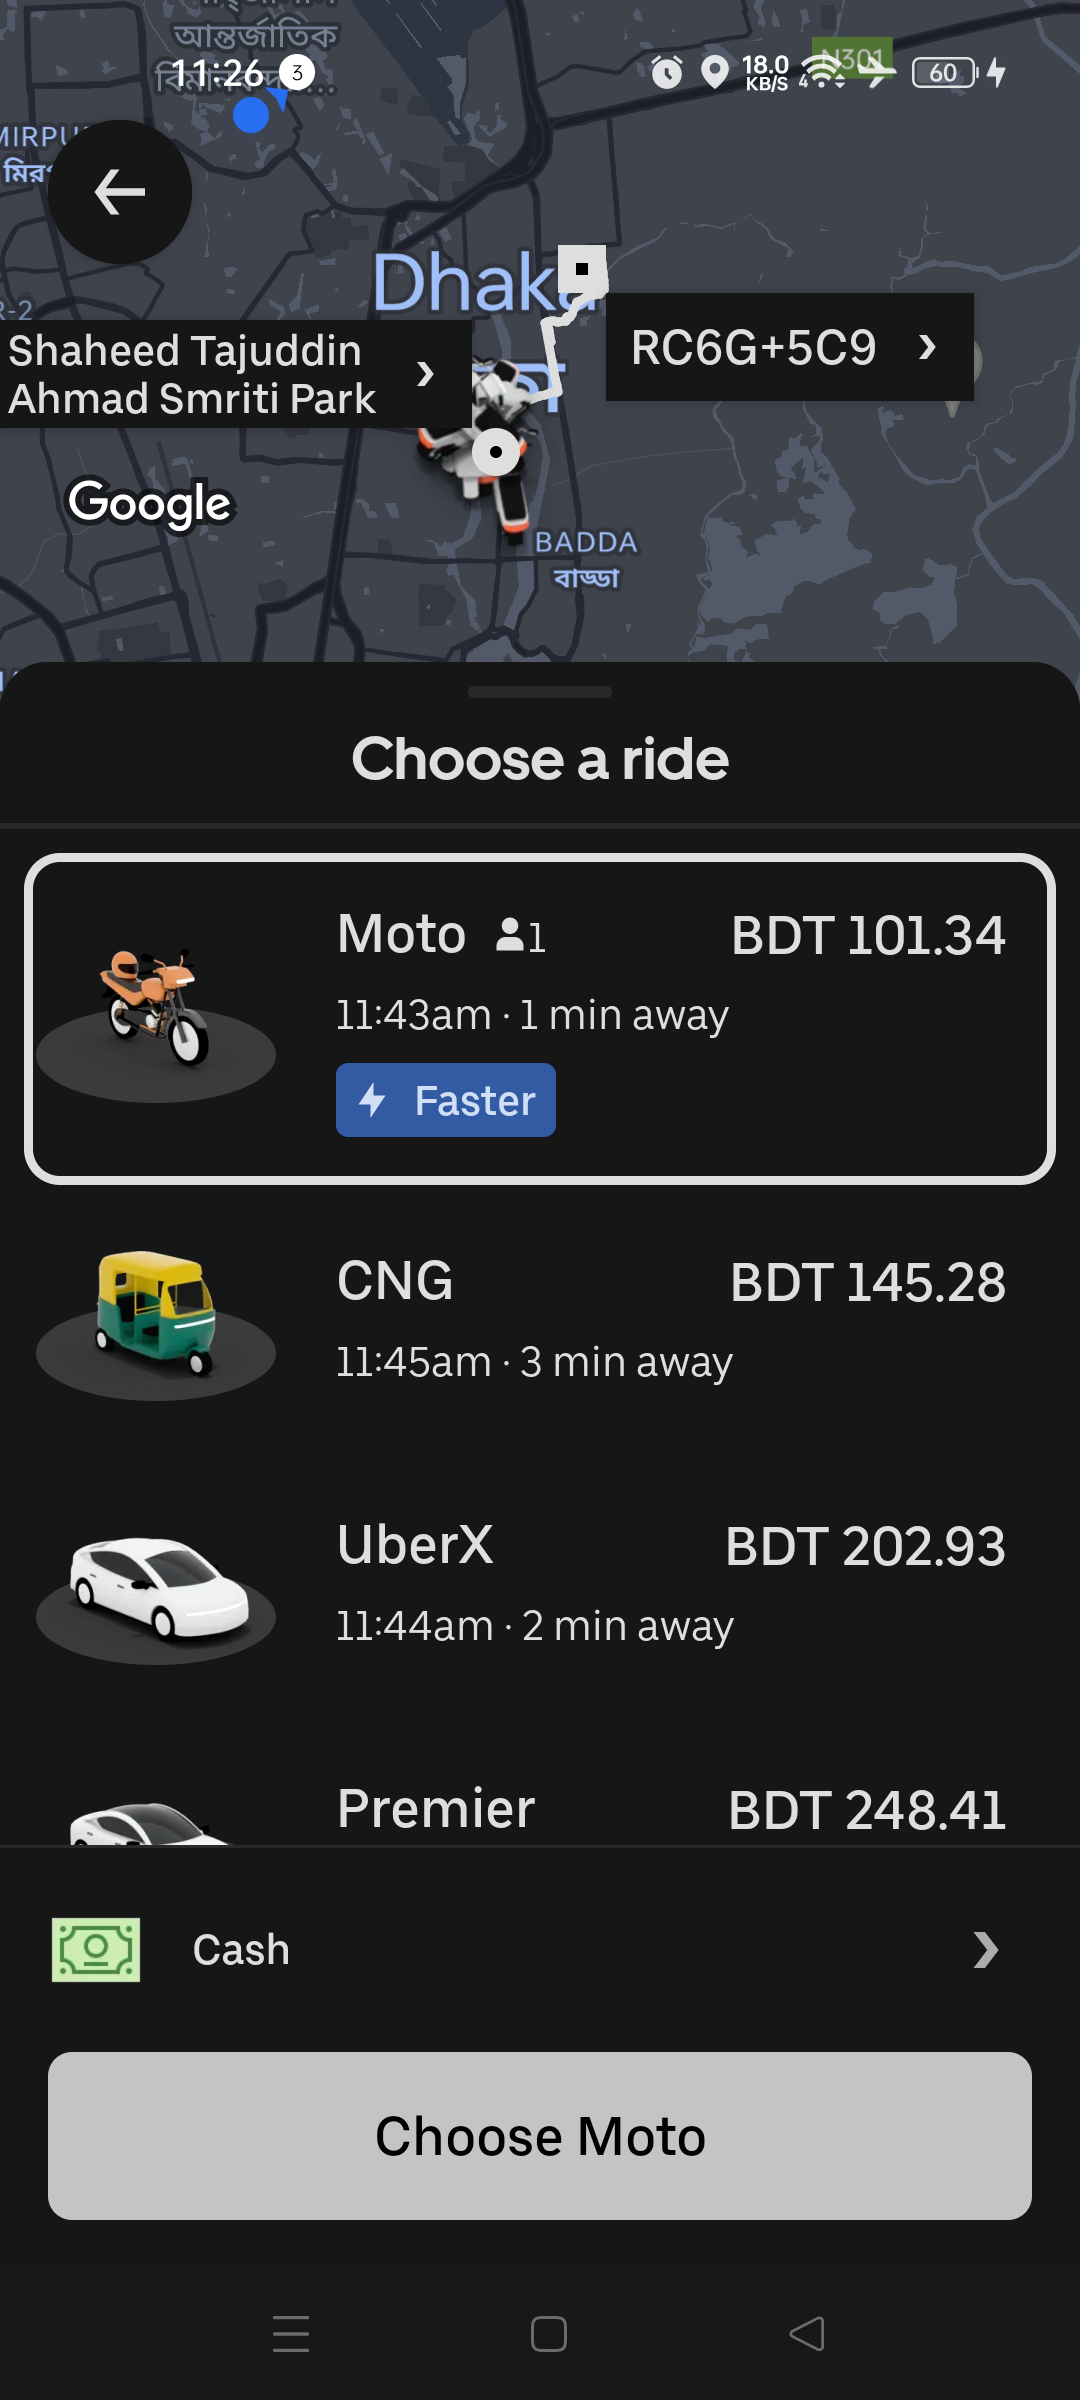 আন্তর্জাতিক
11:26 3
18.0
KB/S
4
N301
60
মির
R-2
Dhaka
Shaheed Tajuddin
Ahmad Smriti Park
RC6G+5C9
Google
BADDA
বাড্ডা
Choose a ride
Moto 1 BDT 101.34
11:43am · 1 min away
Faster
CNG BDT 145.28
11:45am · 3 min away
UberX BDT 202.93
11:44am · 2 min away
Premier BDT 248.41
Cash
Choose Moto